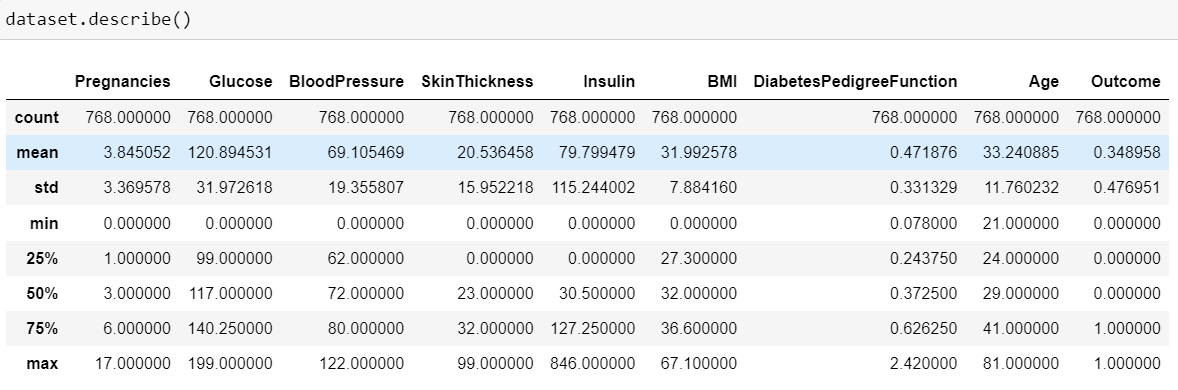 dataset.describe()
Pregnancies Glucose BloodPressure SkinThickness Insulin BMI DiabetesPedigreeFunction Age Outcome
count 768.000000 768.000000 768.000000 768.000000 768.000000 768.000000 768.000000 768.000000 768.000000
mean 3.845052 120.894531 69.105469 20.536458 79.799479 31.992578 0.471876 33.240885 0.348958
std 3.369578 31.972618 19.355807 15.952218 115.244002 7.884160 0.331329 11.760232 0.476951
min 0.000000 0.000000 0.000000 0.000000 0.000000 0.000000 0.078000 21.000000 0.000000
25% 1.000000 99.000000 62.000000 0.000000 0.000000 27.300000 0.243750 24.000000 0.000000
50% 3.000000 117.000000 72.000000 23.000000 30.500000 32.000000 0.372500 29.000000 0.000000
75% 6.000000 140.250000 80.000000 32.000000 127.250000 36.600000 0.626250 41.000000 1.000000
max 17.000000 199.000000 122.000000 99.000000 846.000000 67.100000 2.420000 81.000000 1.000000